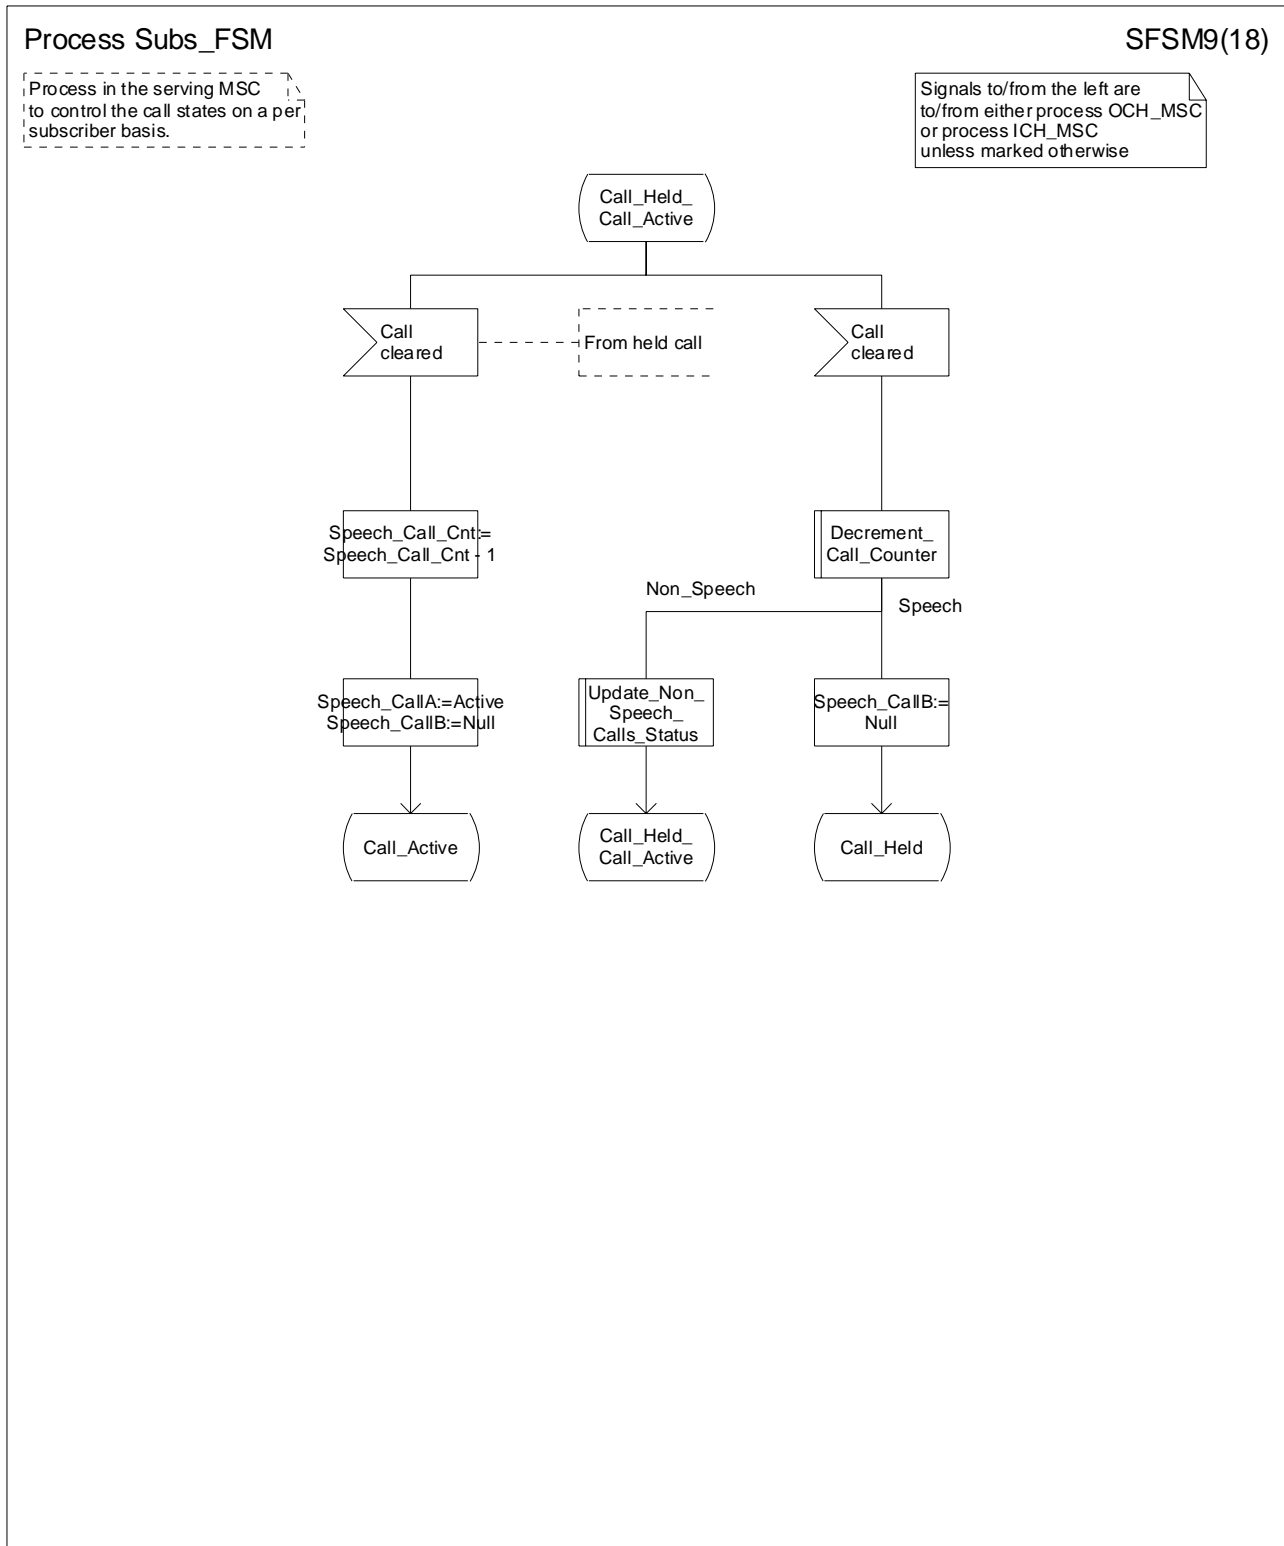 Process Subs_FSM
SFSM9(18)
Process in the serving MSC
to control the call states on a per
subscriber basis.
Signals to/from the left are
to/from either process OCH_MSC
or process ICH_MSC
unless marked otherwise
Call_Held_
Call_Active
Call
cleared
From held call
Call
cleared
Speech_Call_Cnt:=
Speech_Call_Cnt - 1
Decrement_
Call_Counter
Non_Speech
Speech
Speech_CallA:=Active
Speech_CallB:=Null
Update_Non_
Speech_
Calls_Status
Speech_CallB:=
Null
Call_Active
Call_Held_
Call_Active
Call_Held